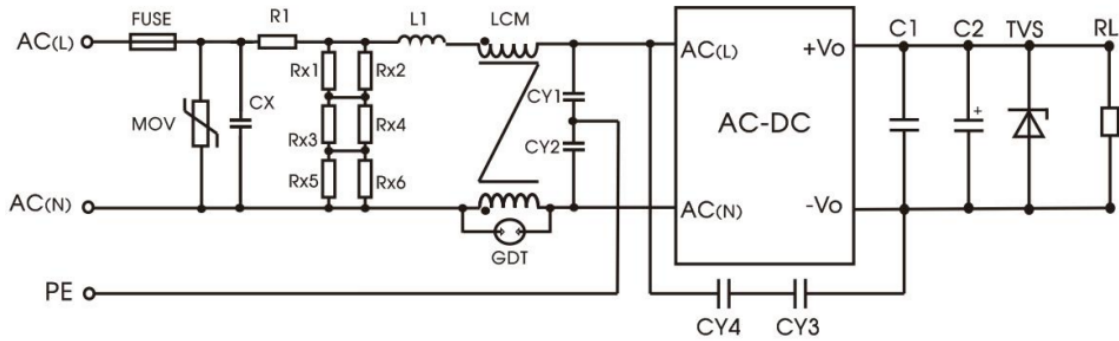 FUSE R1 L1 LCM
AC(L) AC(L) +Vo C1 C2 TVS RL
Rx1 Rx2
CX CY1
MOV Rx3 Rx4 AC-DC +
CY2
Rx5 Rx6
AC(N) AC(N) -Vo
GDT
PE
CY4 CY3